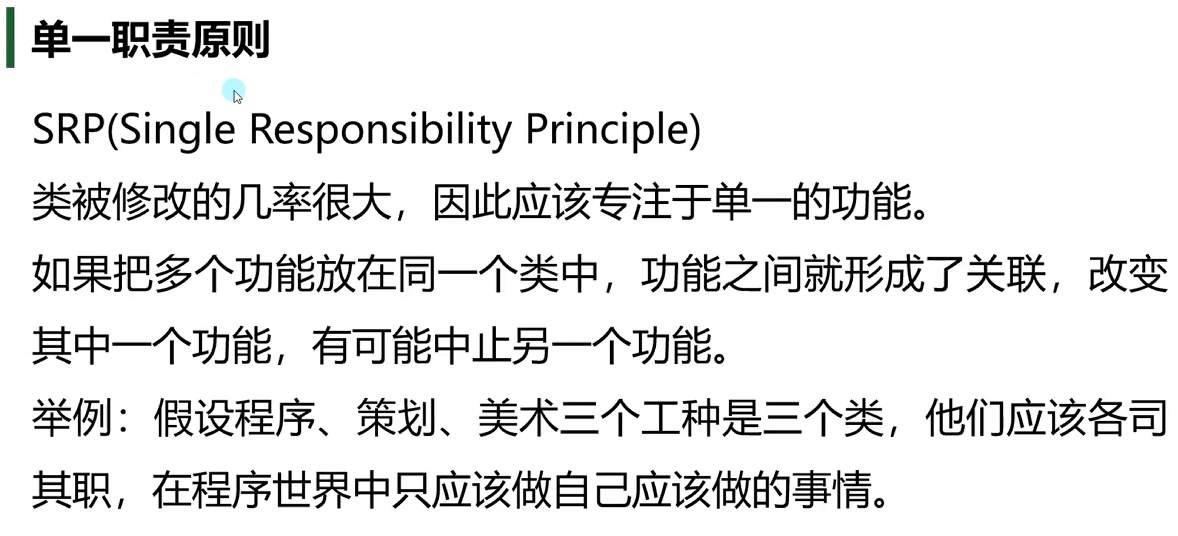 单一职责原则
SRP(Single Responsibility Principle)
类被修改的几率很大，因此应该专注于单一的功能。
如果把多个功能放在同一个类中，功能之间就形成了关联，改变
其中一个功能，有可能中止另一个功能。
举例：假设程序、策划、美术三个工种是三个类，他们应该各司
其职，在程序世界中只应该做自己应该做的事情。